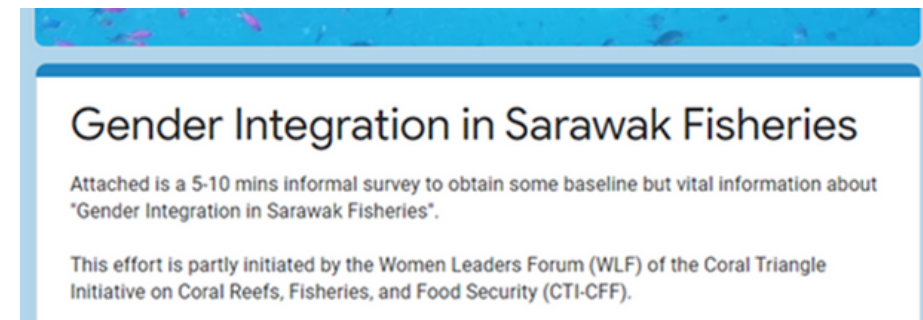 Gender Integration in Sarawak Fisheries
Attached is a 5-10 mins informal survey to obtain some baseline but vital information about
"Gender Integration in Sarawak Fisheries".
This effort is partly initiated by the Women Leaders Forum (WLF) of the Coral Triangle
Initiative on Coral Reefs, Fisheries, and Food Security (CTI-CFF).